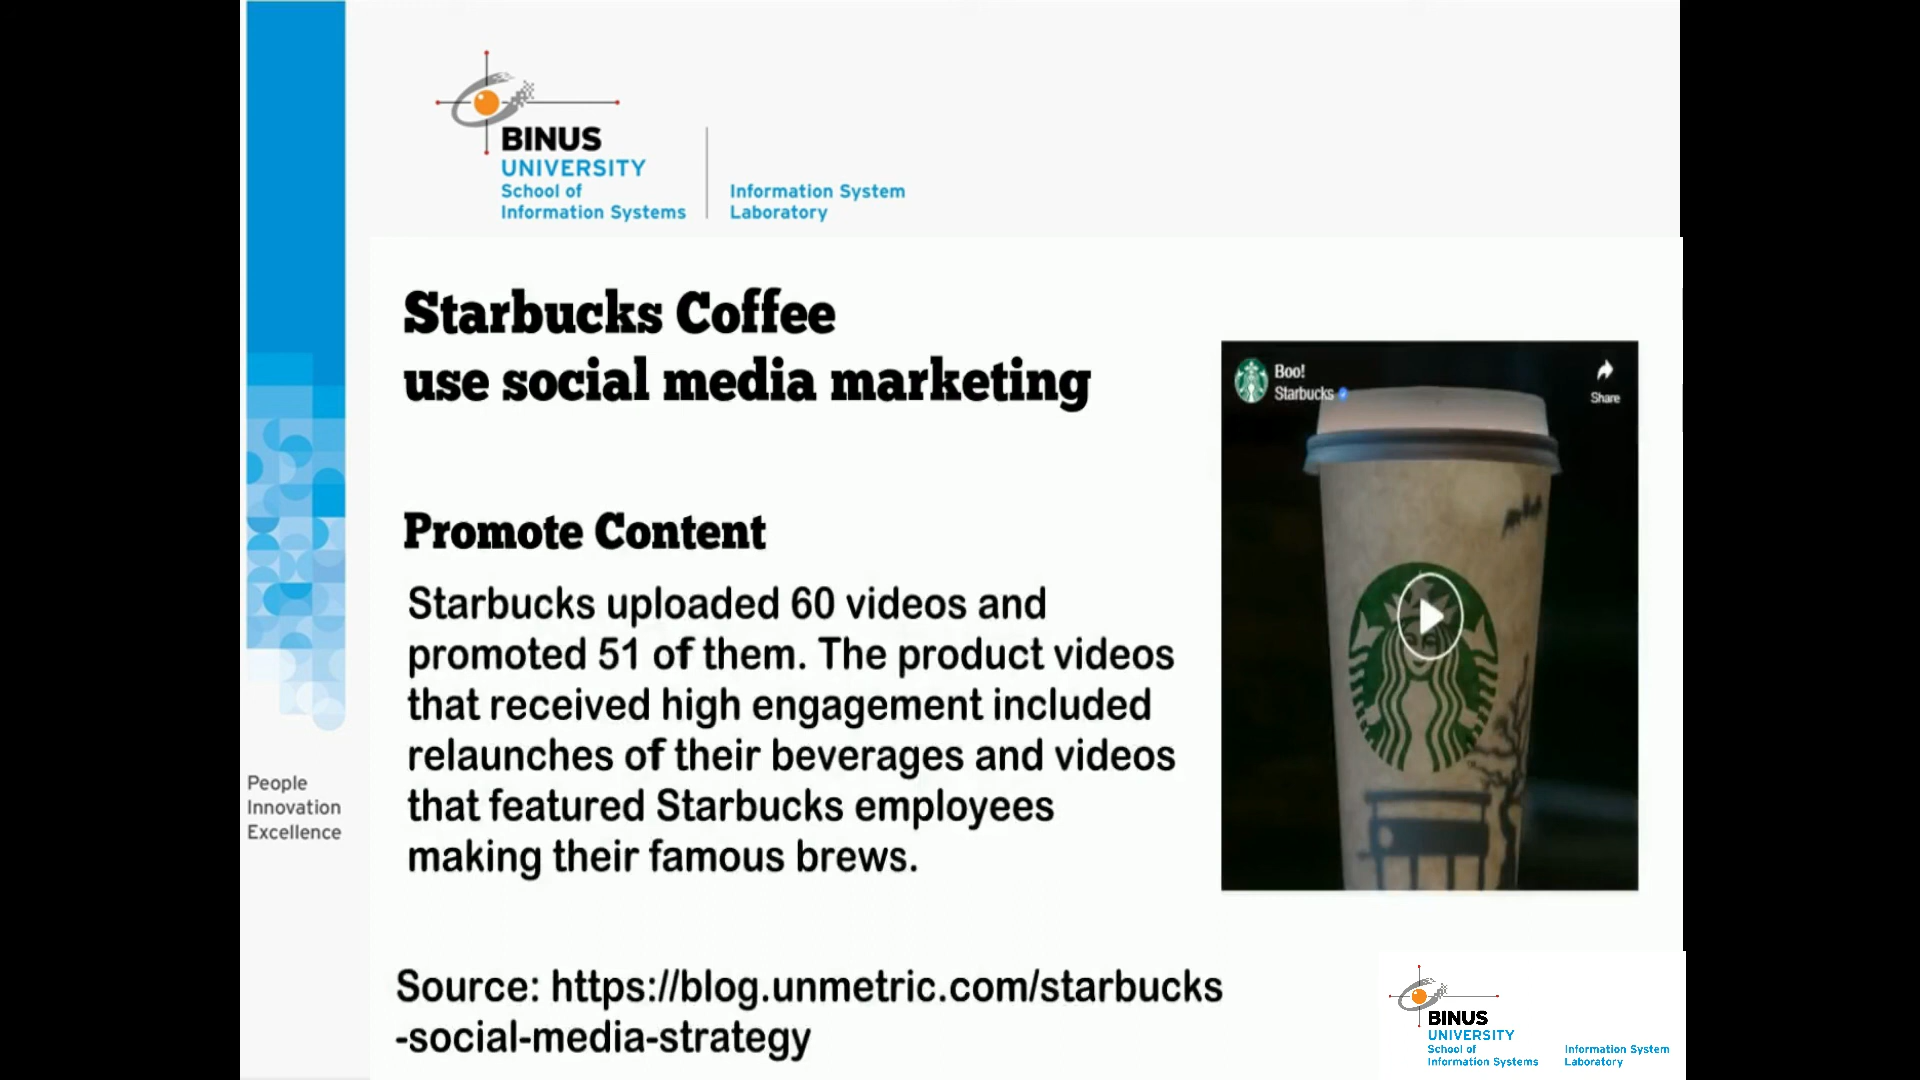 BINUS
UNIVERSITY
School of
Information Systems
Information System
Laboratory
Starbucks Coffee
use social media marketing
Boo!
Starbucks
Share
Promote Content
Starbucks uploaded 60 videos and
promoted 51 of them. The product videos
that received high engagement included
relaunches of their beverages and videos
that featured Starbucks employees
making their famous brews.
People
Innovation
Excellence
Source: https://blog.unmetric.com/starbucks
-social-media-strategy
BINUS
UNIVERSITY
School of
Information Systems
Information System
Laboratory